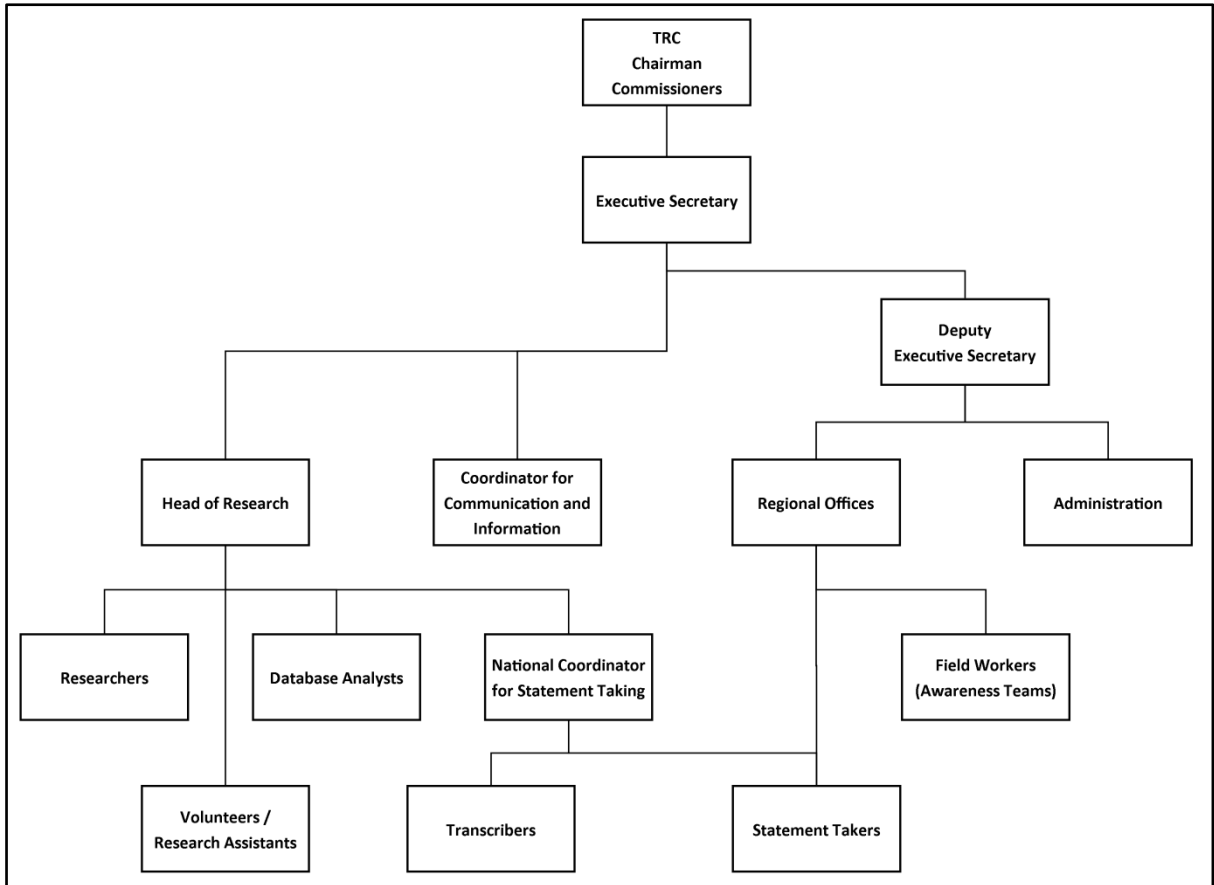 TRC
Chairman
Commissioners
Executive Secretary
Deputy
Executive Secretary
Head of Research
Coordinator for
Communication and
Information
Regional Offices
Administration
Researchers
Database Analysts
National Coordinator
for Statement Taking
Field Workers
(Awareness Teams)
Volunteers /
Research Assistants
Transcribers
Statement Takers